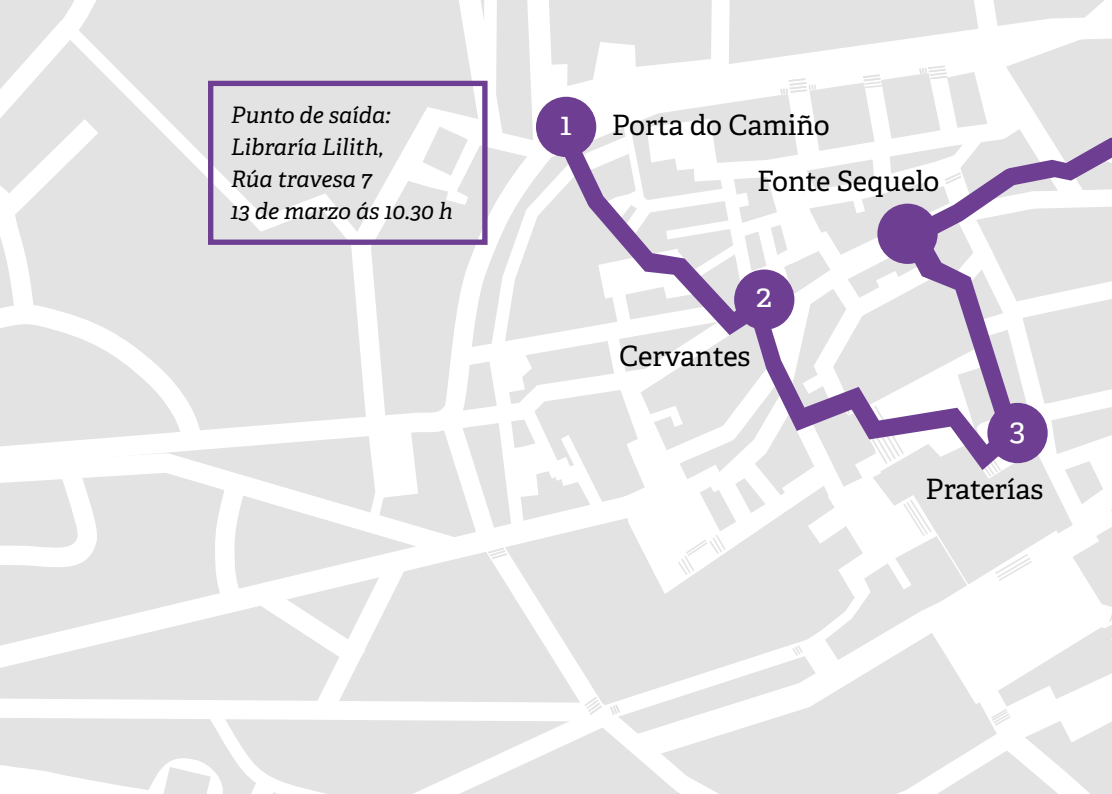 Punto de saída:
Libraría Lilith,
Rúa travesa 7
13 de marzo ás 10.30 h
1
Porta do Camiño
Fonte Sequelo
2
Cervantes
3
Praterías